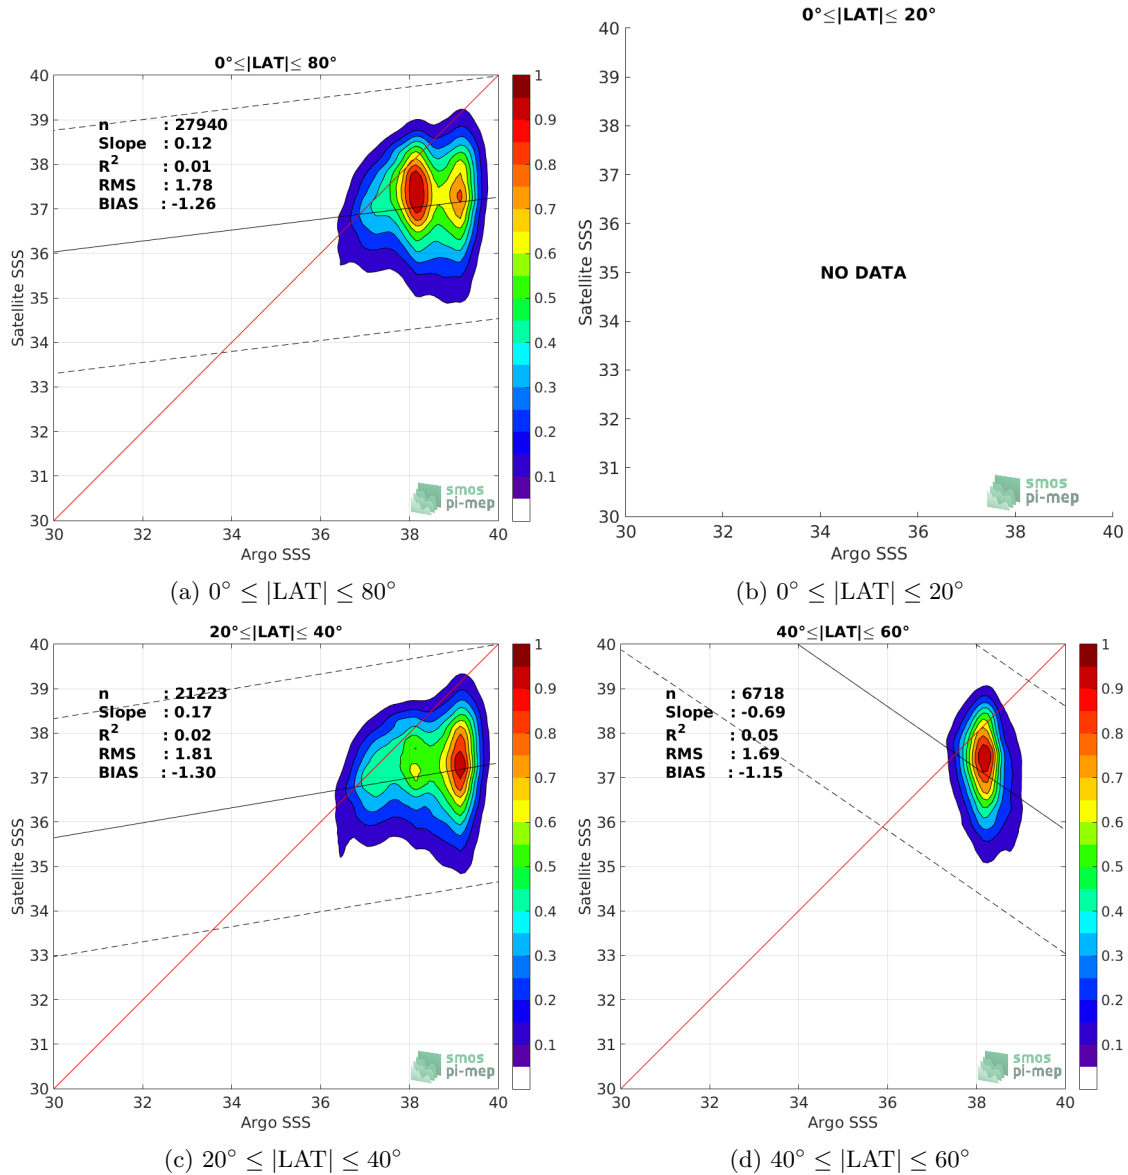 0°≤|LAT|≤ 80°
40
39
38
37
36
35
34
33
32
31
30
Satellite SSS
n : 27940
Slope : 0.12
R2 : 0.01
RMS : 1.78
BIAS : -1.26
smos
pi-mep
30 32 34 36 38 40
Argo SSS
1
0.9
0.8
0.7
0.6
0.5
0.4
0.3
0.2
0.1
(a) 0° ≤ |LAT| ≤ 80°
0°≤|LAT|≤ 20°
40
39
38
37
36
35
34
33
32
31
30
Satellite SSS
NO DATA
smos
pi-mep
30 32 34 36 38 40
Argo SSS
(b) 0° ≤ |LAT| ≤ 20°
20°≤|LAT|≤ 40°
40
39
38
37
36
35
34
33
32
31
30
Satellite SSS
n : 21223
Slope : 0.17
R2 : 0.02
RMS : 1.81
BIAS : -1.30
smos
pi-mep
30 32 34 36 38 40
Argo SSS
1
0.9
0.8
0.7
0.6
0.5
0.4
0.3
0.2
0.1
(c) 20° ≤ |LAT| ≤ 40°
40°≤|LAT|≤ 60°
40
39
38
37
36
35
34
33
32
31
30
Satellite SSS
n : 6718
Slope : -0.69
R2 : 0.05
RMS : 1.69
BIAS : -1.15
smos
pi-mep
30 32 34 36 38 40
Argo SSS
1
0.9
0.8
0.7
0.6
0.5
0.4
0.3
0.2
0.1
(d) 40° ≤ |LAT| ≤ 60°